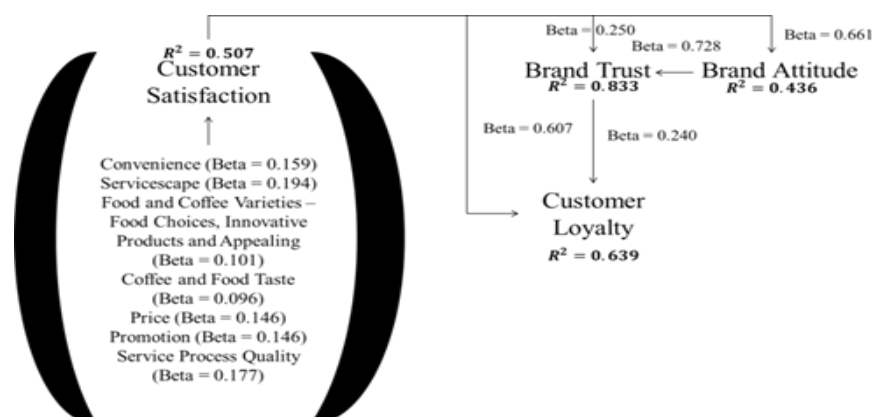 R² = 0.507
Customer
Satisfaction
Convenience (Beta = 0.159)
Servicescape (Beta = 0.194)
Food and Coffee Varieties –
Food Choices, Innovative
Products and Appealing
(Beta = 0.101)
Coffee and Food Taste
(Beta = 0.096)
Price (Beta = 0.146)
Promotion (Beta = 0.146)
Service Process Quality
(Beta = 0.177)
Beta = 0.250
Beta = 0.728
Beta = 0.661
Brand Trust
R² = 0.833
Brand Attitude
R² = 0.436
Beta = 0.607
Beta = 0.240
Customer
Loyalty
R² = 0.639